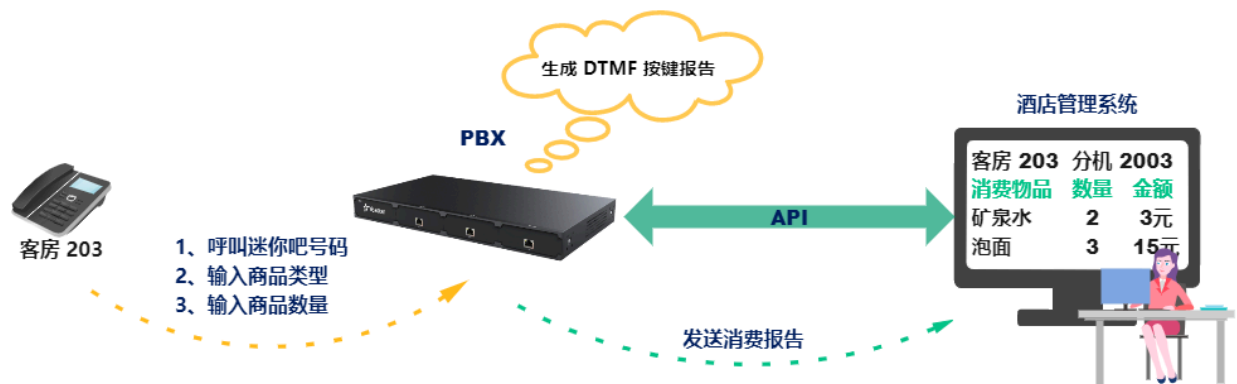 生成 DTMF 按键报告
酒店管理系统
PBX
客房 203 分机 2003
消费物品 数量 金额
矿泉水 2 3元
泡面 3 15元
API
客房 203
1、呼叫迷你吧号码
2、输入商品类型
3、输入商品数量
发送消费报告